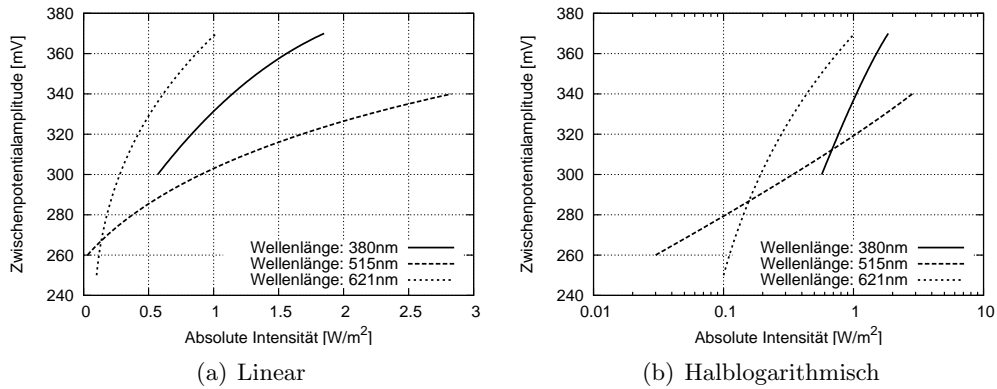 Zwischenpotentialamplitude [mV]
380
360
340
320
300
280
260
240
0
0.5
1
1.5
2
2.5
3
Absolute Intensität [W/m²]
Wellenlänge: 380nm
Wellenlänge: 515nm
Wellenlänge: 621nm
(a) Linear
Zwischenpotentialamplitude [mV]
380
360
340
320
300
280
260
240
0.01
0.1
1
10
Absolute Intensität [W/m²]
Wellenlänge: 380nm
Wellenlänge: 515nm
Wellenlänge: 621nm
(b) Halblogarithmisch